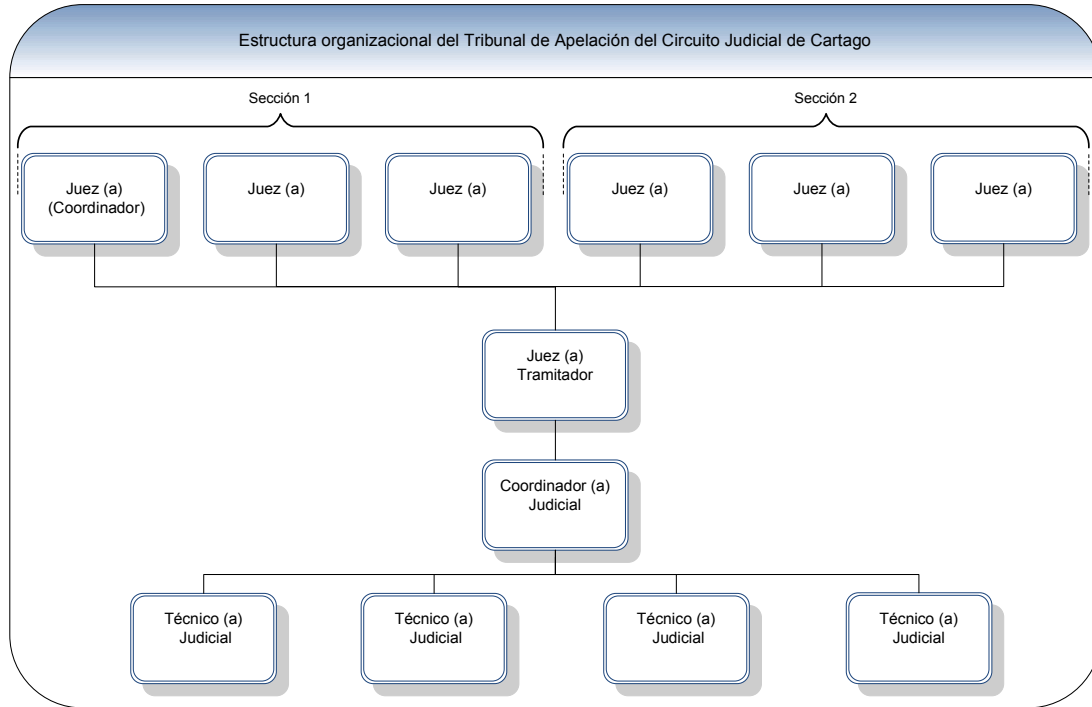 Estructura organizacional del Tribunal de Apelación del Circuito Judicial de Cartago
Sección 1
Sección 2
Juez (a)
(Coordinador)
Juez (a)
Juez (a)
Juez (a)
Juez (a)
Juez (a)
Juez (a)
Tramitador
Coordinador (a)
Judicial
Técnico (a)
Judicial
Técnico (a)
Judicial
Técnico (a)
Judicial
Técnico (a)
Judicial